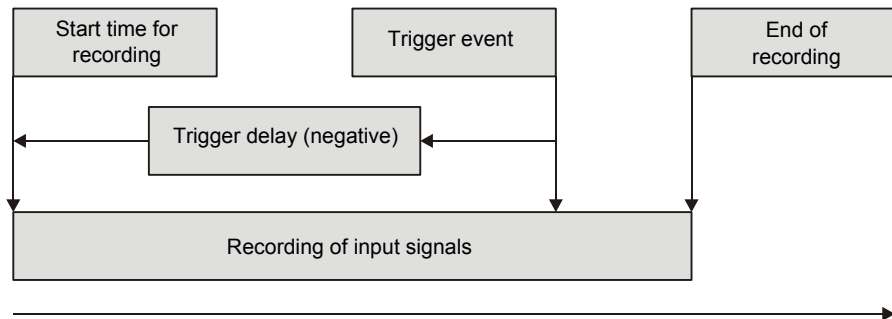 Start time for
recording
Trigger event
End of
recording
Trigger delay (negative)
Recording of input signals